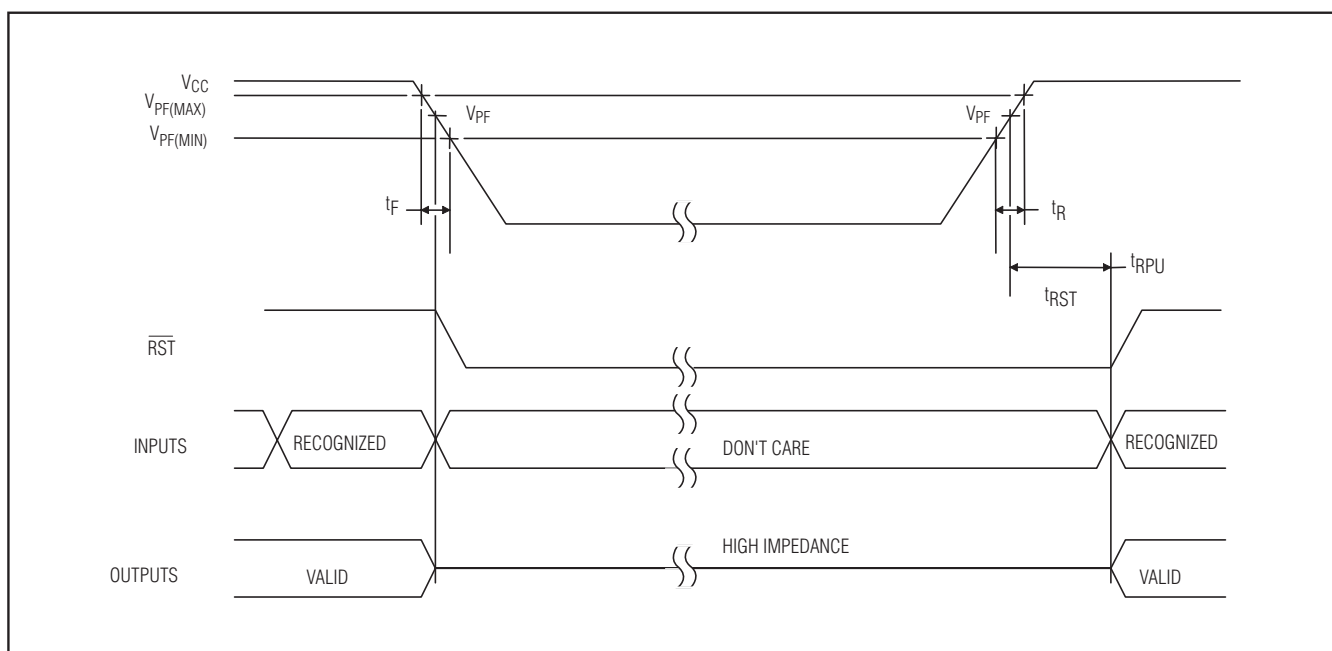 VCC
VPF(MAX)
VPF VPF
VPF(MIN)
tF tR
tRPU
tRST
RST
INPUTS RECOGNIZED DON'T CARE RECOGNIZED
HIGH IMPEDANCE
OUTPUTS VALID VALID